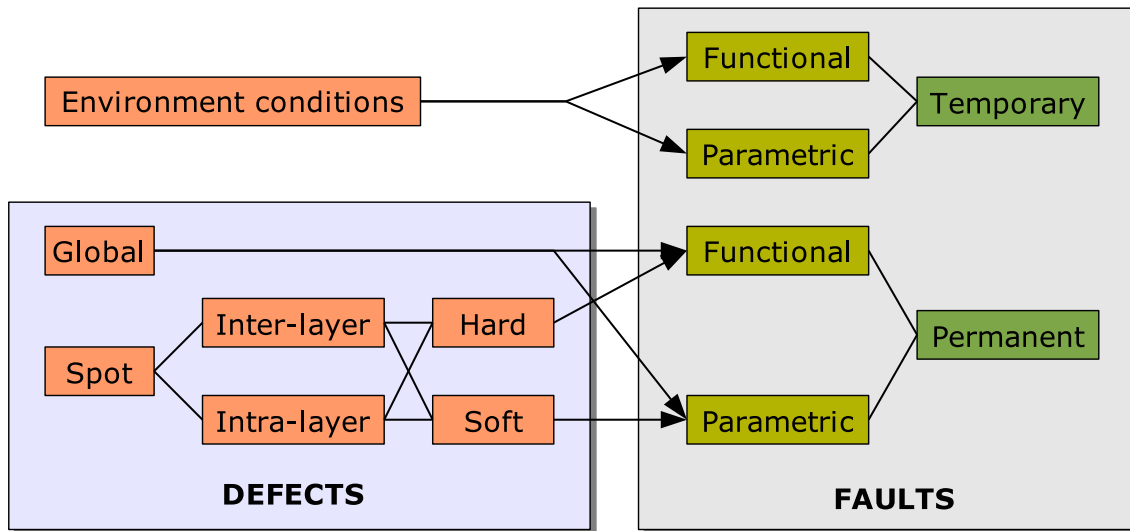 Environment conditions
Functional
Parametric
Temporary
Global
Spot
Inter-layer
Intra-layer
Hard
Soft
DEFECTS
Functional
Parametric
Permanent
FAULTS